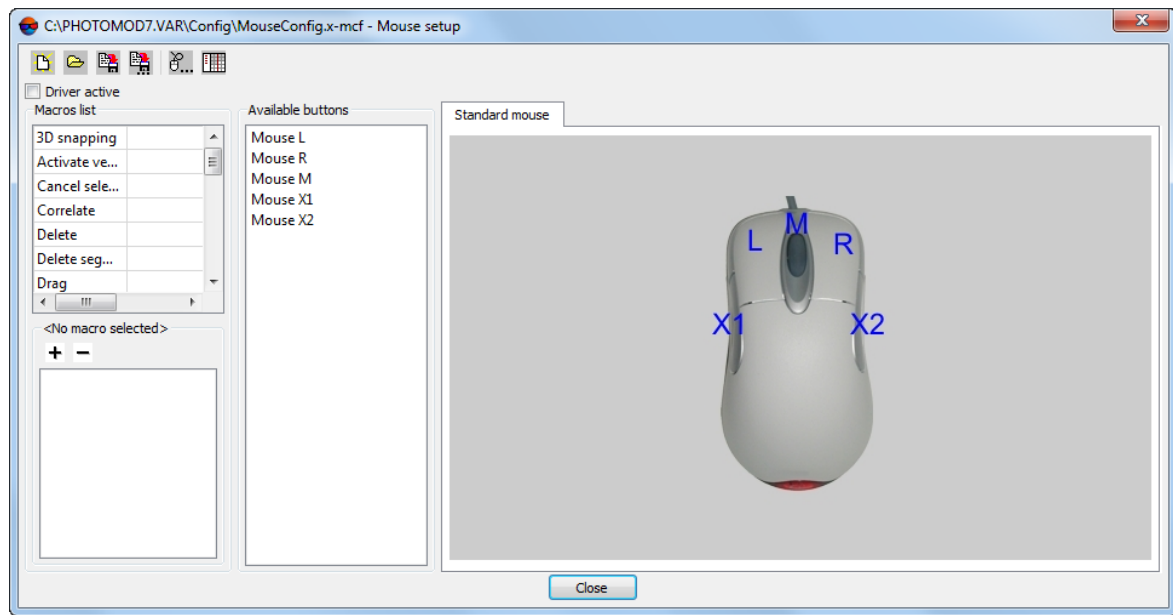 C:\PHOTOMOD7.VAR\Config\MouseConfig.x-mcf - Mouse setup
Driver active
Macros list
3D snapping
Activate ve...
Cancel sele...
Correlate
Delete
Delete seg...
Drag
<No macro selected>
Available buttons
Mouse L
Mouse R
Mouse M
Mouse X1
Mouse X2
Standard mouse
M
L R
X1 X2
Close